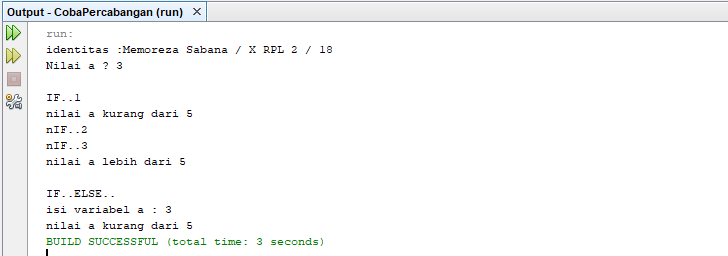 Output - CobaPercabangan (run) ×
run:
identitas :Memoreza Sabana / X RPL 2 / 18
Nilai a ? 3
IF..1
nilai a kurang dari 5
nIF..2
nIF..3
nilai a lebih dari 5
IF..ELSE..
isi variabel a : 3
nilai a kurang dari 5
BUILD SUCCESSFUL (total time: 3 seconds)